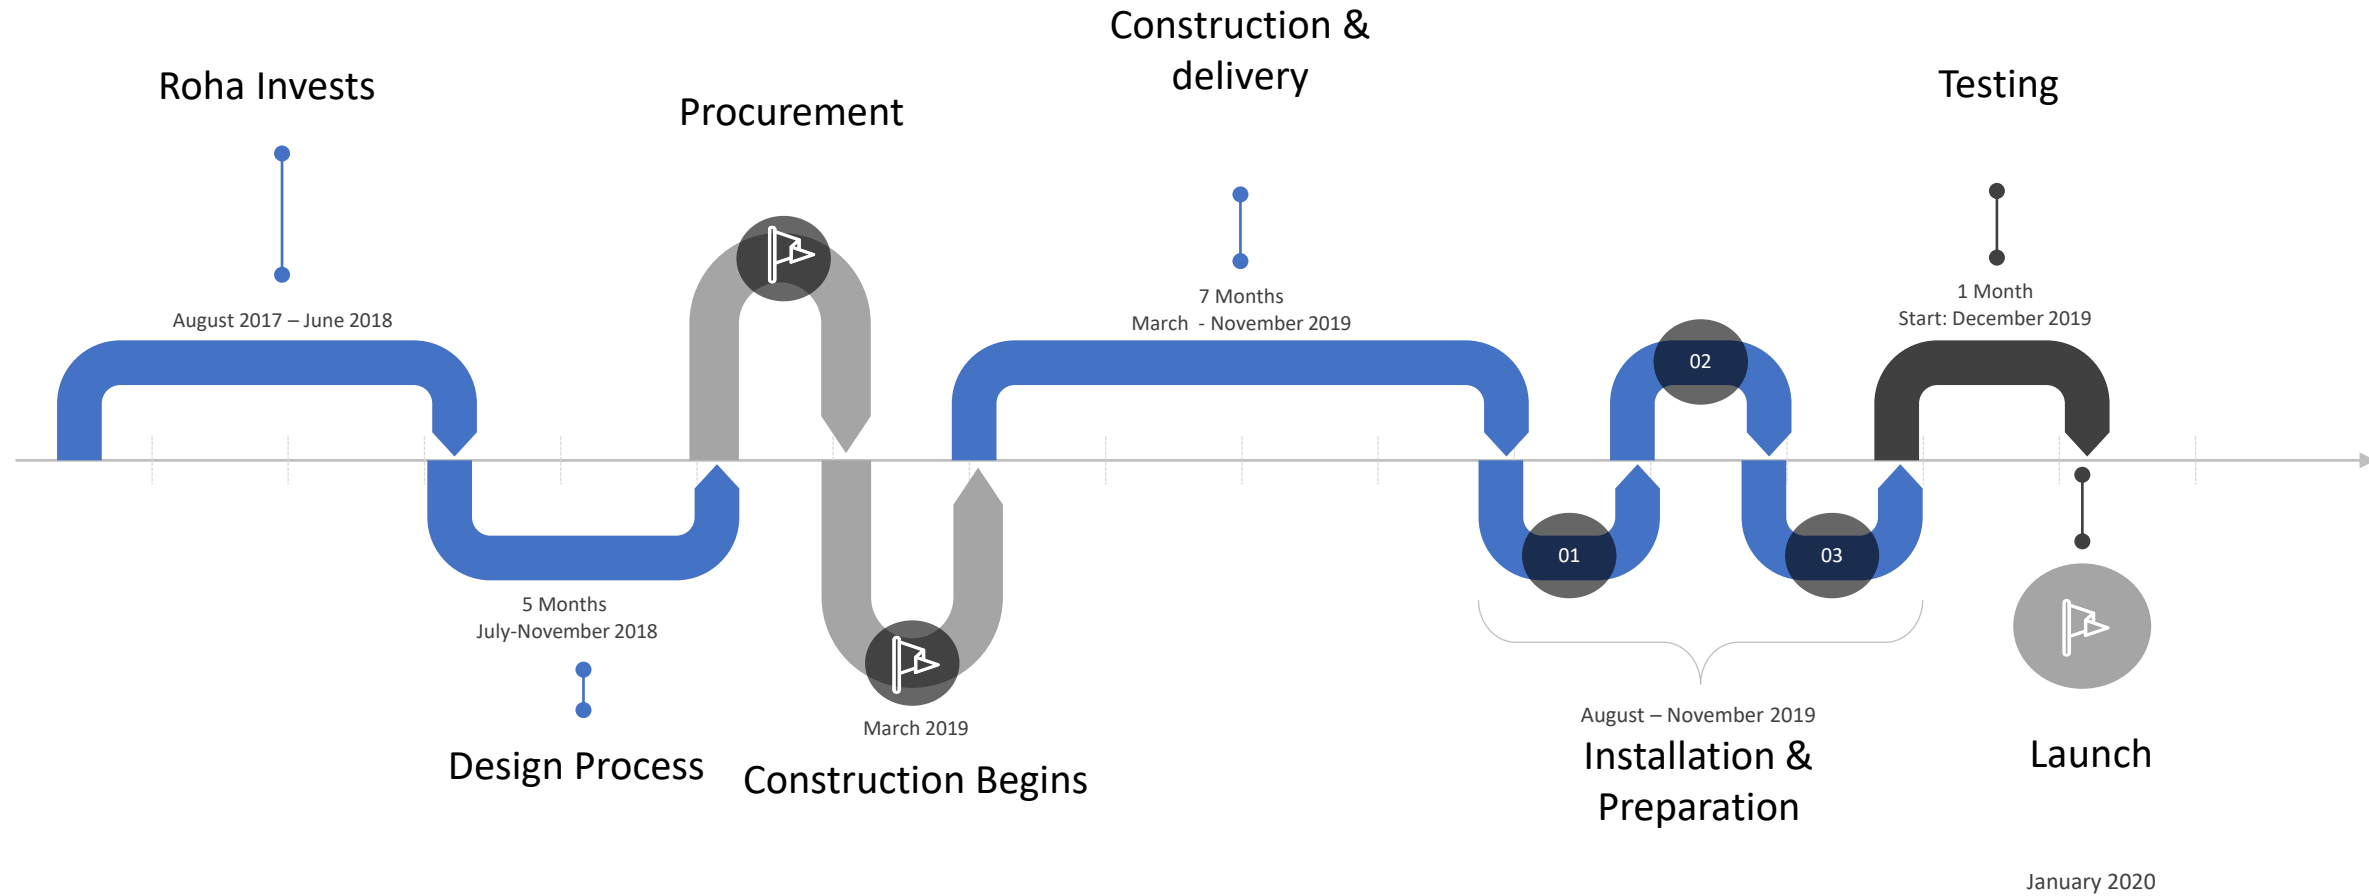 Roha Invests
August 2017 – June 2018
5 Months
July-November 2018
Design Process
Procurement
March 2019
Construction Begins
Construction &
delivery
7 Months
March  - November 2019
01
02
03
August – November 2019
Installation &
Preparation
Testing
1 Month
Start: December 2019
Launch
January 2020